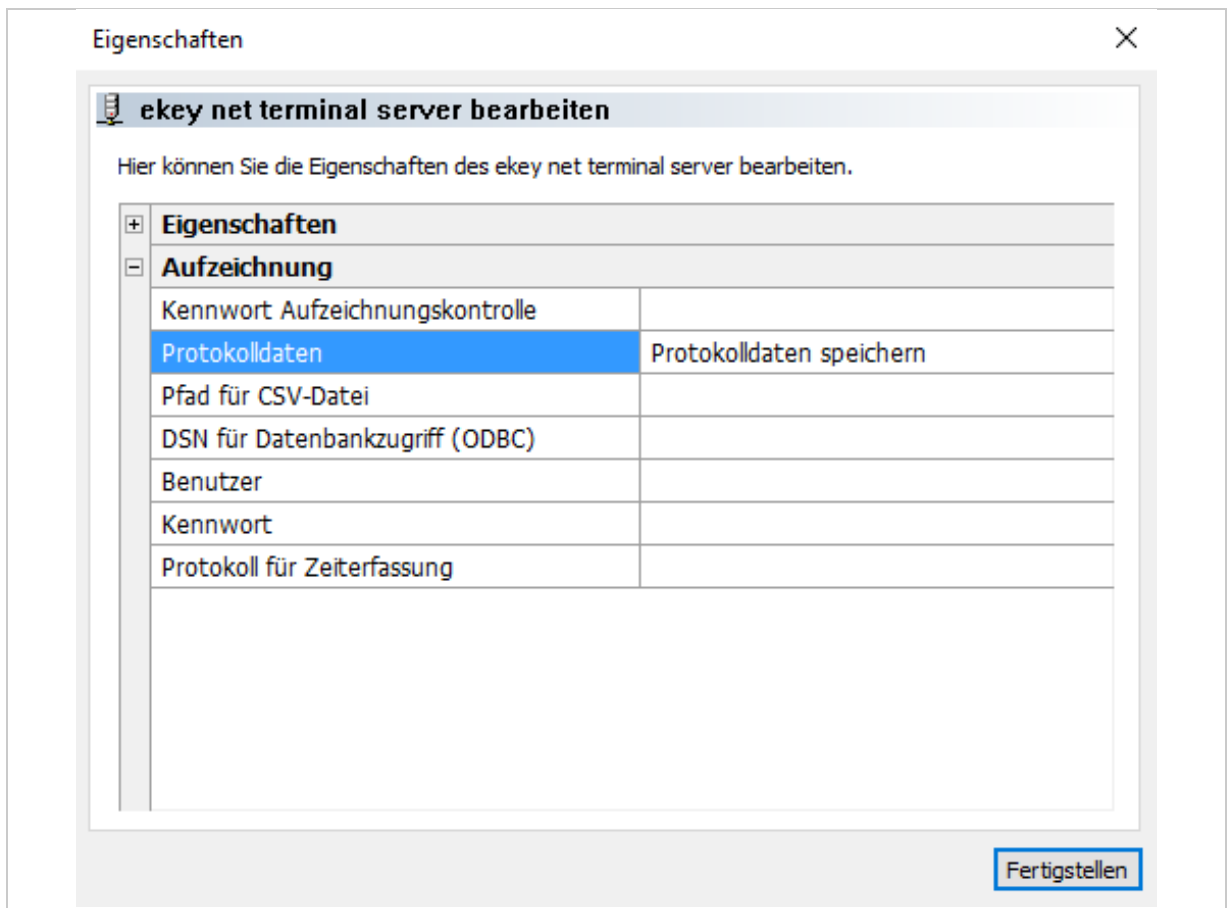 Eigenschaften
ekey net terminal server bearbeiten
Hier können Sie die Eigenschaften des ekey net terminal server bearbeiten.
Eigenschaften
Aufzeichnung
Kennwort Aufzeichnungskontrolle
Protokolldaten Protokolldaten speichern
Pfad für CSV-Datei
DSN für Datenbankzugriff (ODBC)
Benutzer
Kennwort
Protokoll für Zeiterfassung
Fertigstellen